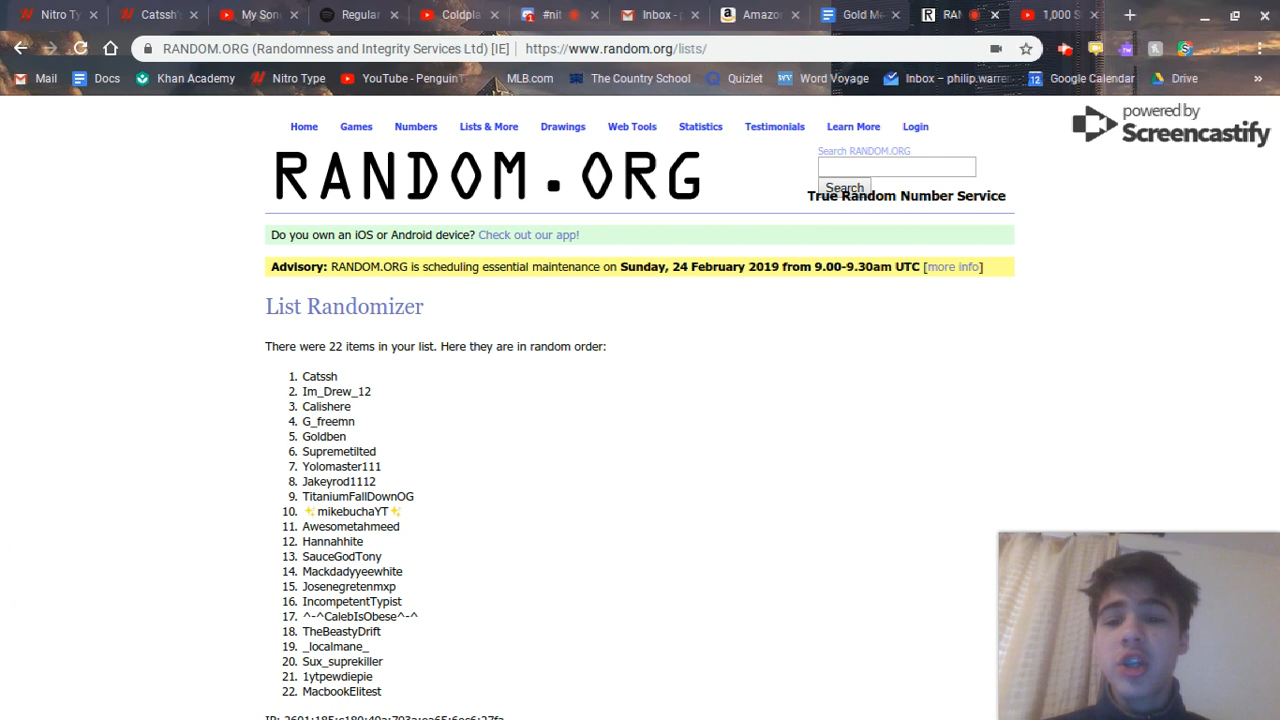 Nitro Ty
Catssh'
My Son
Regular
Coldpla
#nit
Inbox - p
Amazo
Gold M
RAN
1,000 S
RANDOM.ORG (Randomness and Integrity Services Ltd) [IE] | https://www.random.org/lists/
Mail
Docs
Khan Academy
Nitro Type
YouTube - PenguinT
MLB.com
The Country School
Quizlet
Word Voyage
Inbox – philip.warre
Google Calendar
Drive
»
Home
Games
Numbers
Lists & More
Drawings
Web Tools
Statistics
Testimonials
Learn More
Login
powered by
Screencastify
Search RANDOM.ORG
RANDOM.ORG
Search
True Random Number Service
Do you own an iOS or Android device? Check out our app!
Advisory: RANDOM.ORG is scheduling essential maintenance on Sunday, 24 February 2019 from 9.00-9.30am UTC [more info]
List Randomizer
There were 22 items in your list. Here they are in random order:
1. Catssh
2. Im_Drew_12
3. Calishere
4. G_freemn
5. Goldben
6. Supremetilted
7. Yolomaster111
8. Jakeyrod1112
9. TitaniumFallDownOG
10. ✨mikebuchaYT✨
11. Awesometahmeed
12. Hannahhite
13. SauceGodTony
14. Mackdadyyeewhite
15. Josenegretenmxp
16. IncompetentTypist
17. ^-^CalebIsObese^-^
18. TheBeastyDrift
19. _localmane_
20. Sux_suprekiller
21. 1ytpewdiepie
22. MacbookElitest